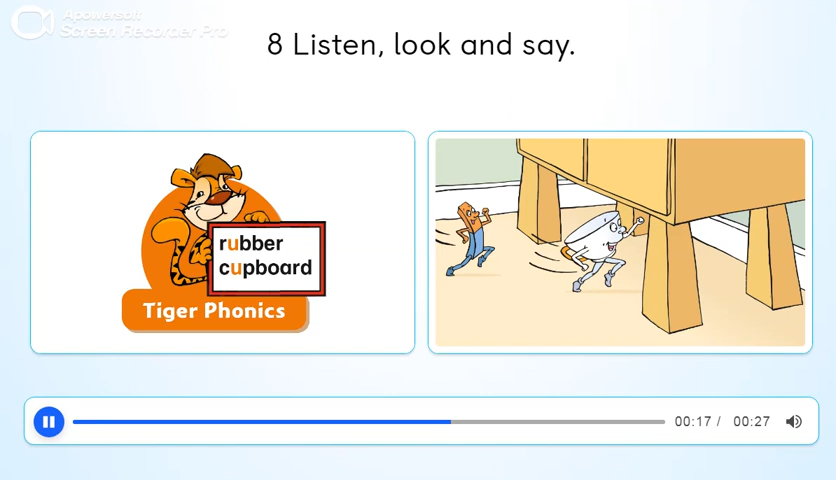 Apowersoft
Screen Recorder Pro
8 Listen, look and say.
rubber
cupboard
Tiger Phonics
00:17 / 00:27